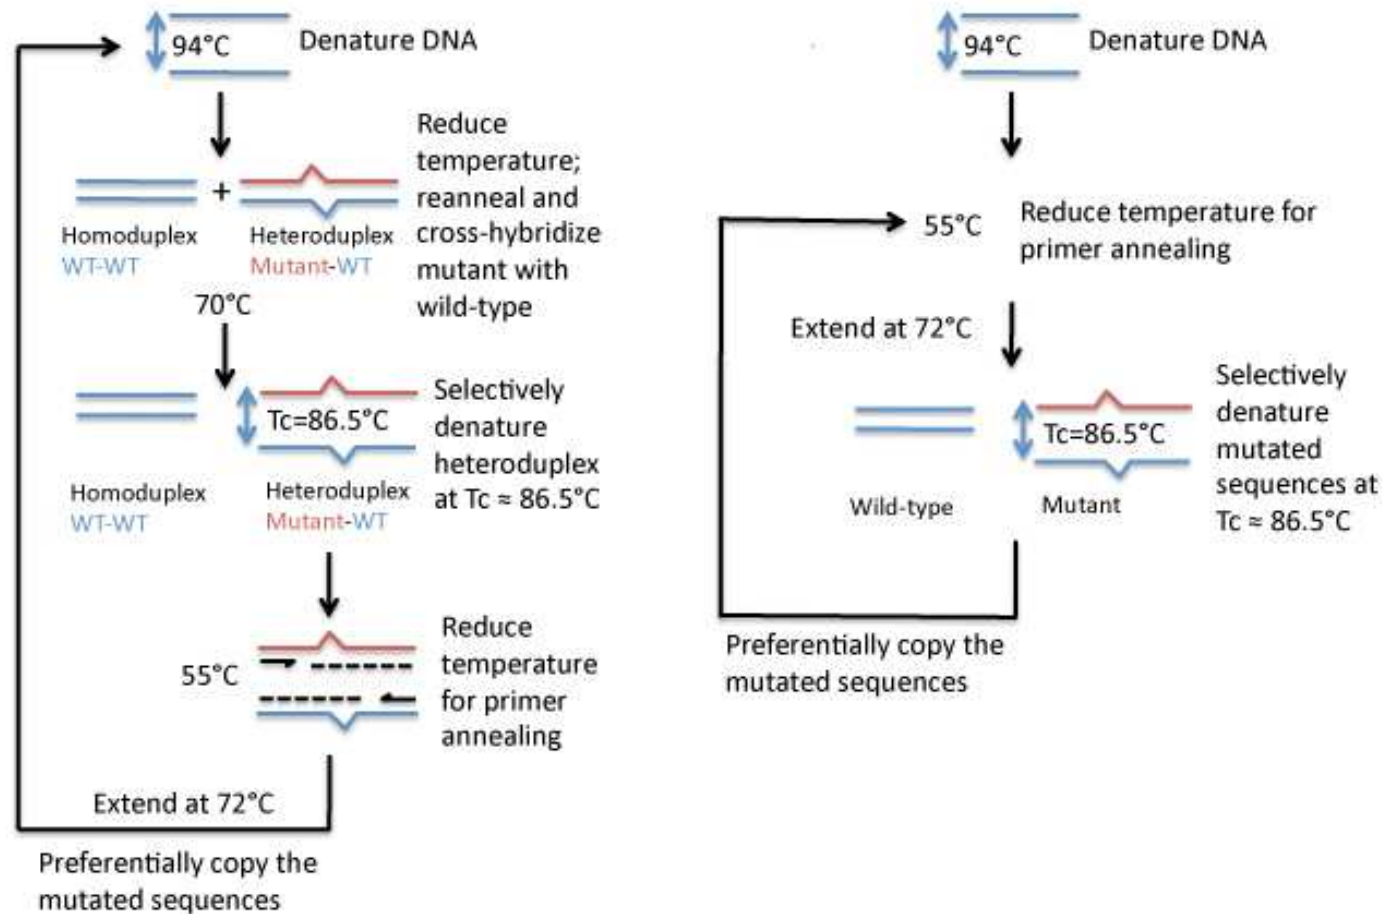 94°C
Denature DNA
Reduce
temperature;
reanneal and
cross-hybridize
mutant with
wild-type
+
Homoduplex
WT-WT
Heteroduplex
Mutant-WT
70°C
Tc=86.5°C
Selectively
denature
heteroduplex
at Tc ≈ 86.5°C
Homoduplex
WT-WT
Heteroduplex
Mutant-WT
55°C
Reduce
temperature
for primer
annealing
Extend at 72°C
Preferentially copy the
mutated sequences
94°C
Denature DNA
55°C
Reduce temperature for
primer annealing
Extend at 72°C
Tc=86.5°C
Selectively
denature
mutated
sequences at
Tc ≈ 86.5°C
Wild-type
Mutant
Preferentially copy the
mutated sequences